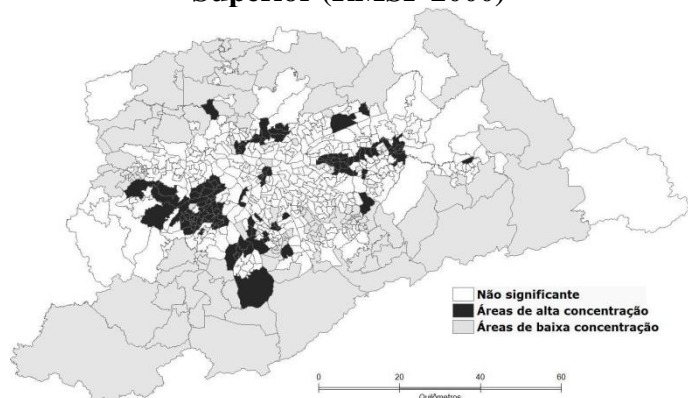 Superior (RMSP 2000)
Não significante
Áreas de alta concentração
Áreas de baixa concentração
0 20 40 60
Quilômetros